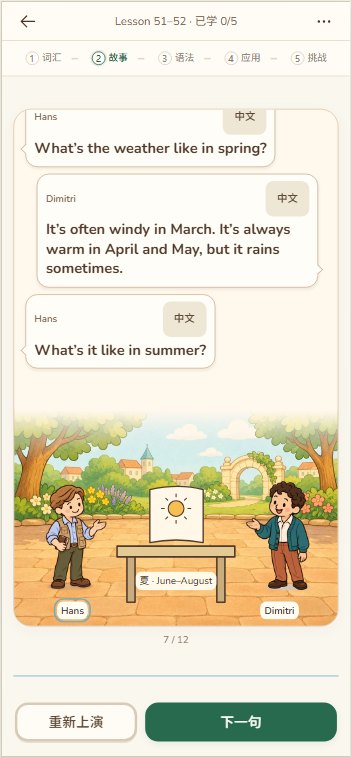 Lesson 51–52 · 已学 0/5
1 词汇 – 2 故事 – 3 语法 – 4 应用 – 5 挑战
Hans
中文
What's the weather like in spring?
Dimitri
中文
It's often windy in March. It's always
warm in April and May, but it rains
sometimes.
Hans
中文
What's it like in summer?
夏 · June–August
Hans
Dimitri
7 / 12
重新上演
下一句